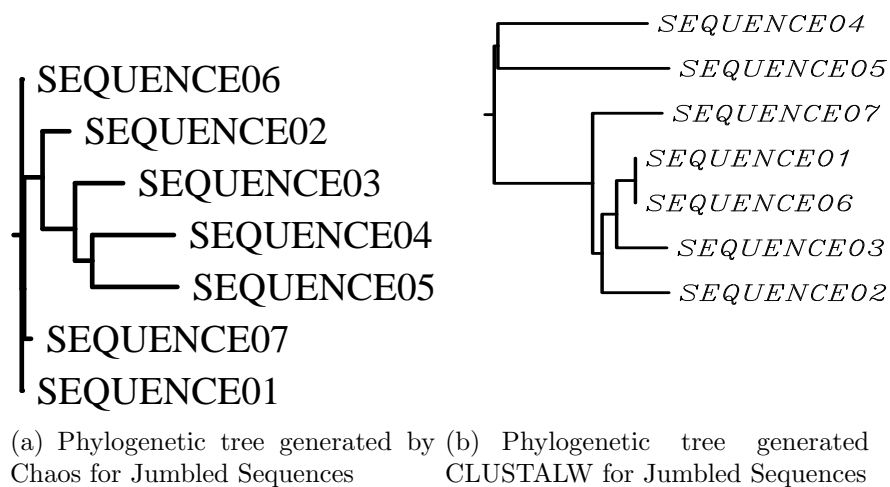 SEQUENCE06
SEQUENCE02
SEQUENCE03
SEQUENCE04
SEQUENCE05
SEQUENCE07
SEQUENCE01
(a) Phylogenetic tree generated by
Chaos for Jumbled Sequences
SEQUENCE04
SEQUENCE05
SEQUENCE07
SEQUENCE01
SEQUENCE06
SEQUENCE03
SEQUENCE02
(b) Phylogenetic tree generated
CLUSTALW for Jumbled Sequences